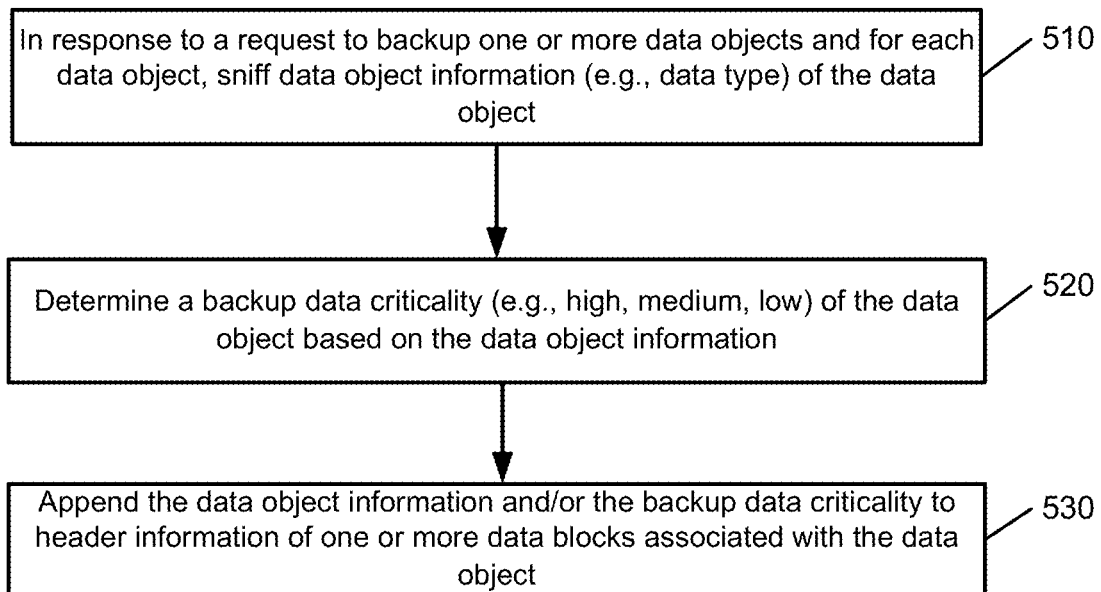 In response to a request to backup one or more data objects and for each
data object, sniff data object information (e.g., data type) of the data
object
510
Determine a backup data criticality (e.g., high, medium, low) of the data
object based on the data object information
520
Append the data object information and/or the backup data criticality to
header information of one or more data blocks associated with the data
object
530